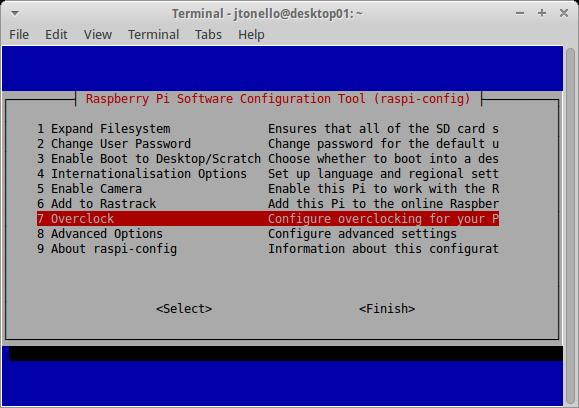 Terminal - jtonello@desktop01: ~
File Edit View Terminal Tabs Help
Raspberry Pi Software Configuration Tool (raspi-config)
1 Expand Filesystem Ensures that all of the SD card s
2 Change User Password Change password for the default u
3 Enable Boot to Desktop/Scratch Choose whether to boot into a des
4 Internationalisation Options Set up language and regional sett
5 Enable Camera Enable this Pi to work with the R
6 Add to Rastrack Add this Pi to the online Raspber
7 Overclock Configure overclocking for your P
8 Advanced Options Configure advanced settings
9 About raspi-config Information about this configurat
<Select> <Finish>